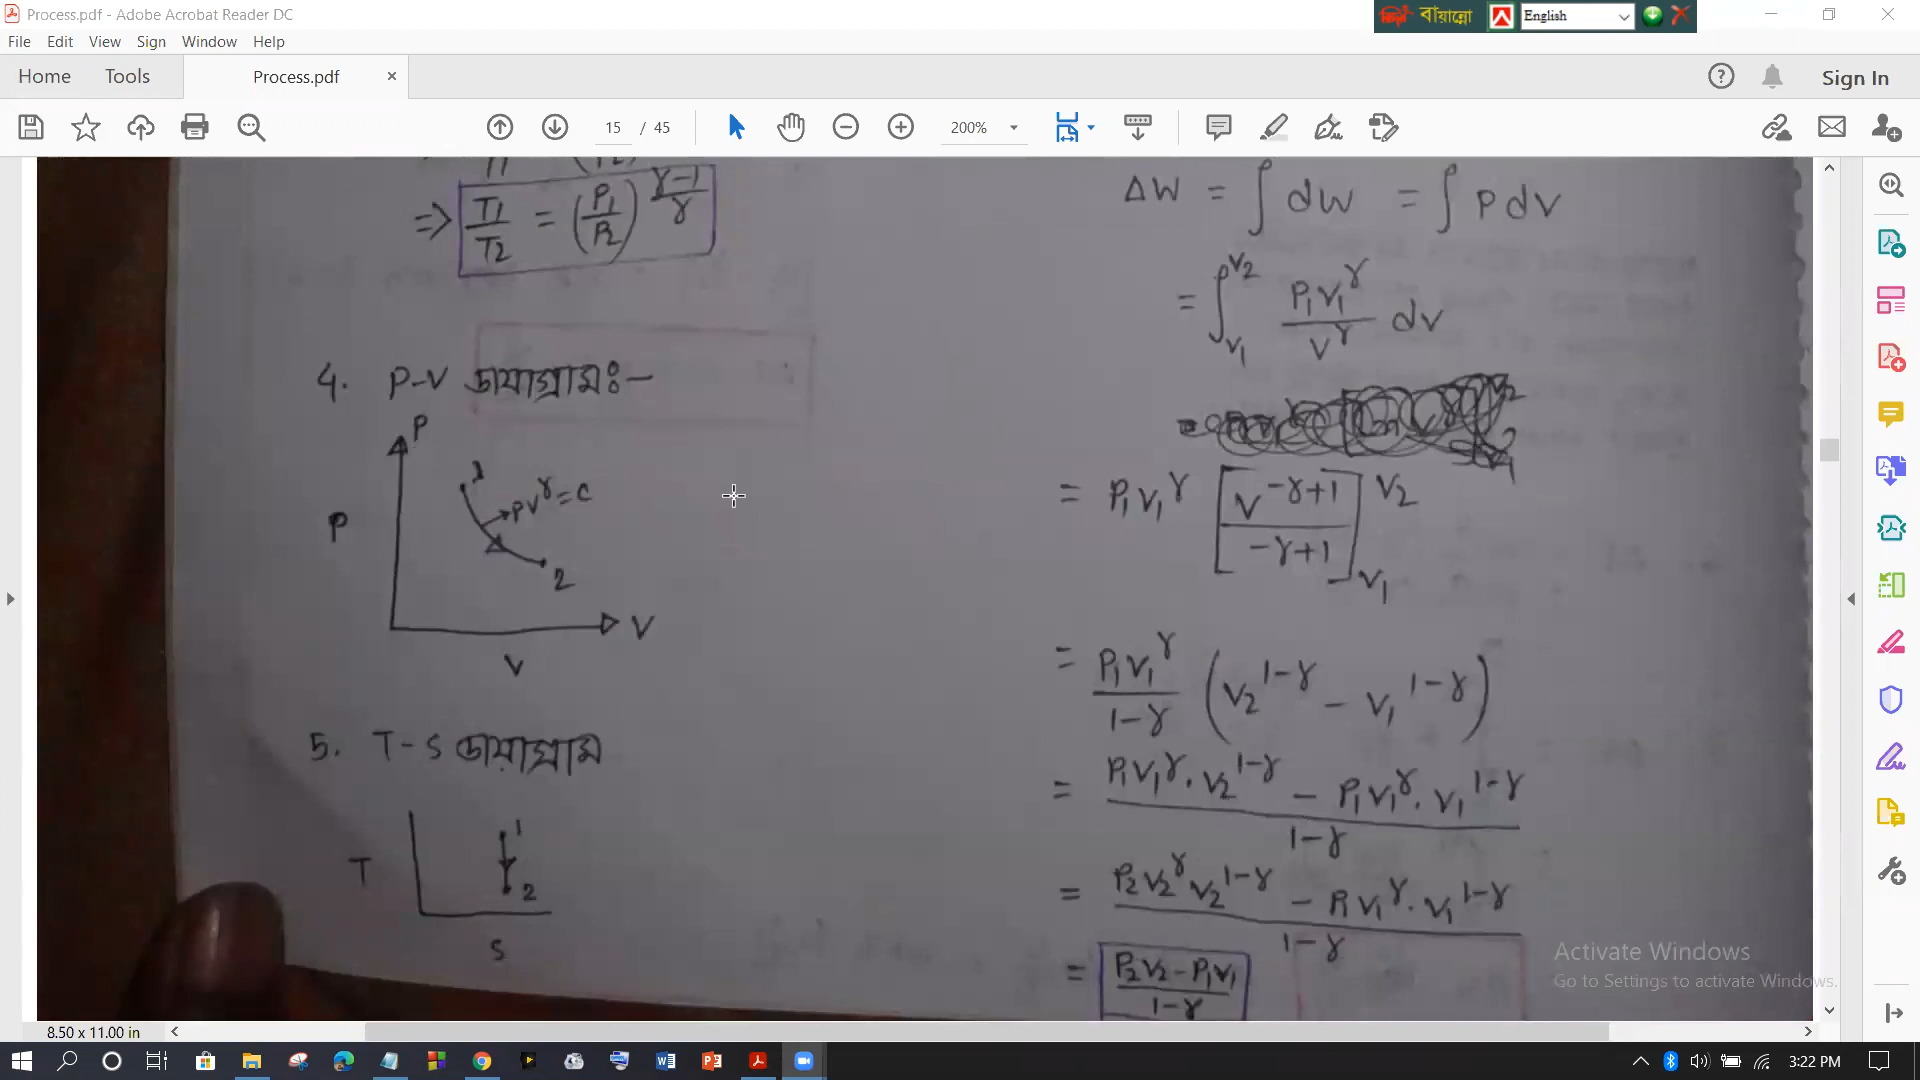 Process.pdf - Adobe Acrobat Reader DC
বায়ান্নো
English
File Edit View Sign Window Help
Home Tools Process.pdf
Sign In
15 / 45
200%
=> T1/T2 = (P1/P2)^(γ-1)/γ
4. P-V ডায়াগ্রামঃ-
P
1
PV^γ=c
P
2
V
V
5. T-S ডায়াগ্রাম
1
T
2
S
ΔW = ∫dW = ∫PdV
= ∫_V1^V2 P1V1^γ/V^γ dV
= P1V1^γ [V^(-γ+1)/(-γ+1)]_V1^V2
= P1V1^γ/(1-γ) (V2^(1-γ) - V1^(1-γ))
= (P1V1^γ.V2^(1-γ) - P1V1^γ.V1^(1-γ))/(1-γ)
= (P2V2^γ V2^(1-γ) - P1V1^γ.V1^(1-γ))/(1-γ)
= (P2V2-P1V1)/(1-γ)
Activate Windows
Go to Settings to activate Windows.
8.50 x 11.00 in
3:22 PM